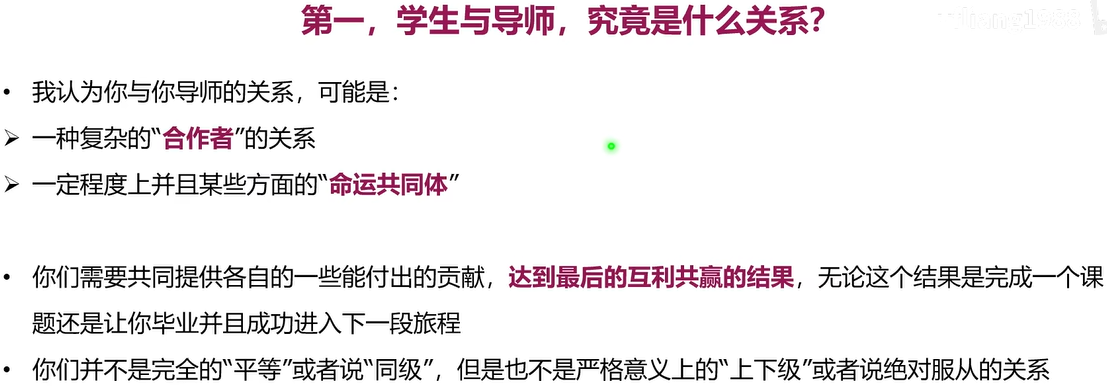 第一，学生与导师，究竟是什么关系？
• 我认为你与你导师的关系，可能是：
➢ 一种复杂的“合作者”的关系
➢ 一定程度上并且某些方面的“命运共同体”
• 你们需要共同提供各自的一些能付出的贡献，达到最后的互利共赢的结果，无论这个结果是完成一个课
题还是让你毕业并且成功进入下一段旅程
• 你们并不是完全的“平等”或者说“同级”，但是也不是严格意义上的“上下级”或者说绝对服从的关系